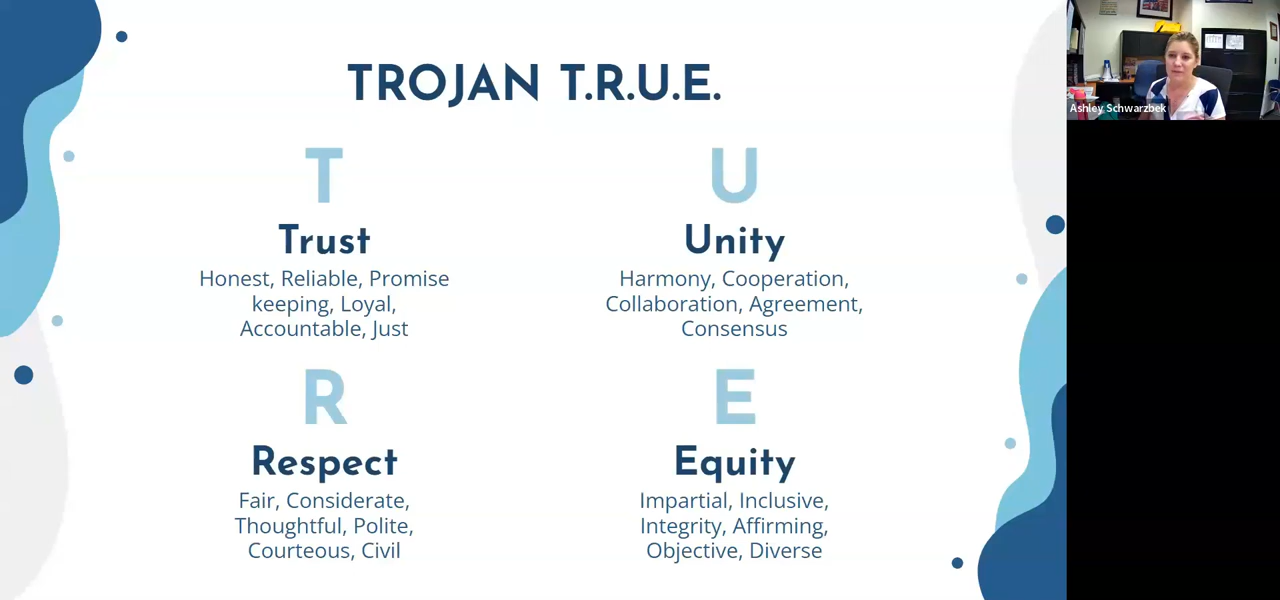 TROJAN T.R.U.E.
T
Trust
Honest, Reliable, Promise
keeping, Loyal,
Accountable, Just
R
Respect
Fair, Considerate,
Thoughtful, Polite,
Courteous, Civil
U
Unity
Harmony, Cooperation,
Collaboration, Agreement,
Consensus
E
Equity
Impartial, Inclusive,
Integrity, Affirming,
Objective, Diverse
Ashley Schwarzbek